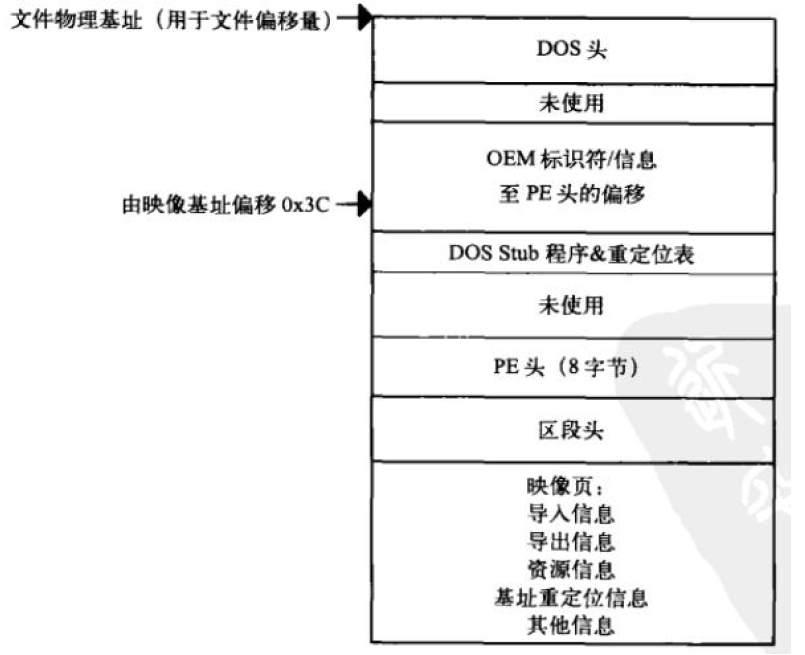 文件物理基址（用于文件偏移量）
DOS 头
未使用
OEM 标识符/信息
至 PE 头的偏移
由映像基址偏移 0x3C
DOS Stub 程序&重定位表
未使用
PE 头（8 字节）
区段头
映像页：
导入信息
导出信息
资源信息
基址重定位信息
其他信息